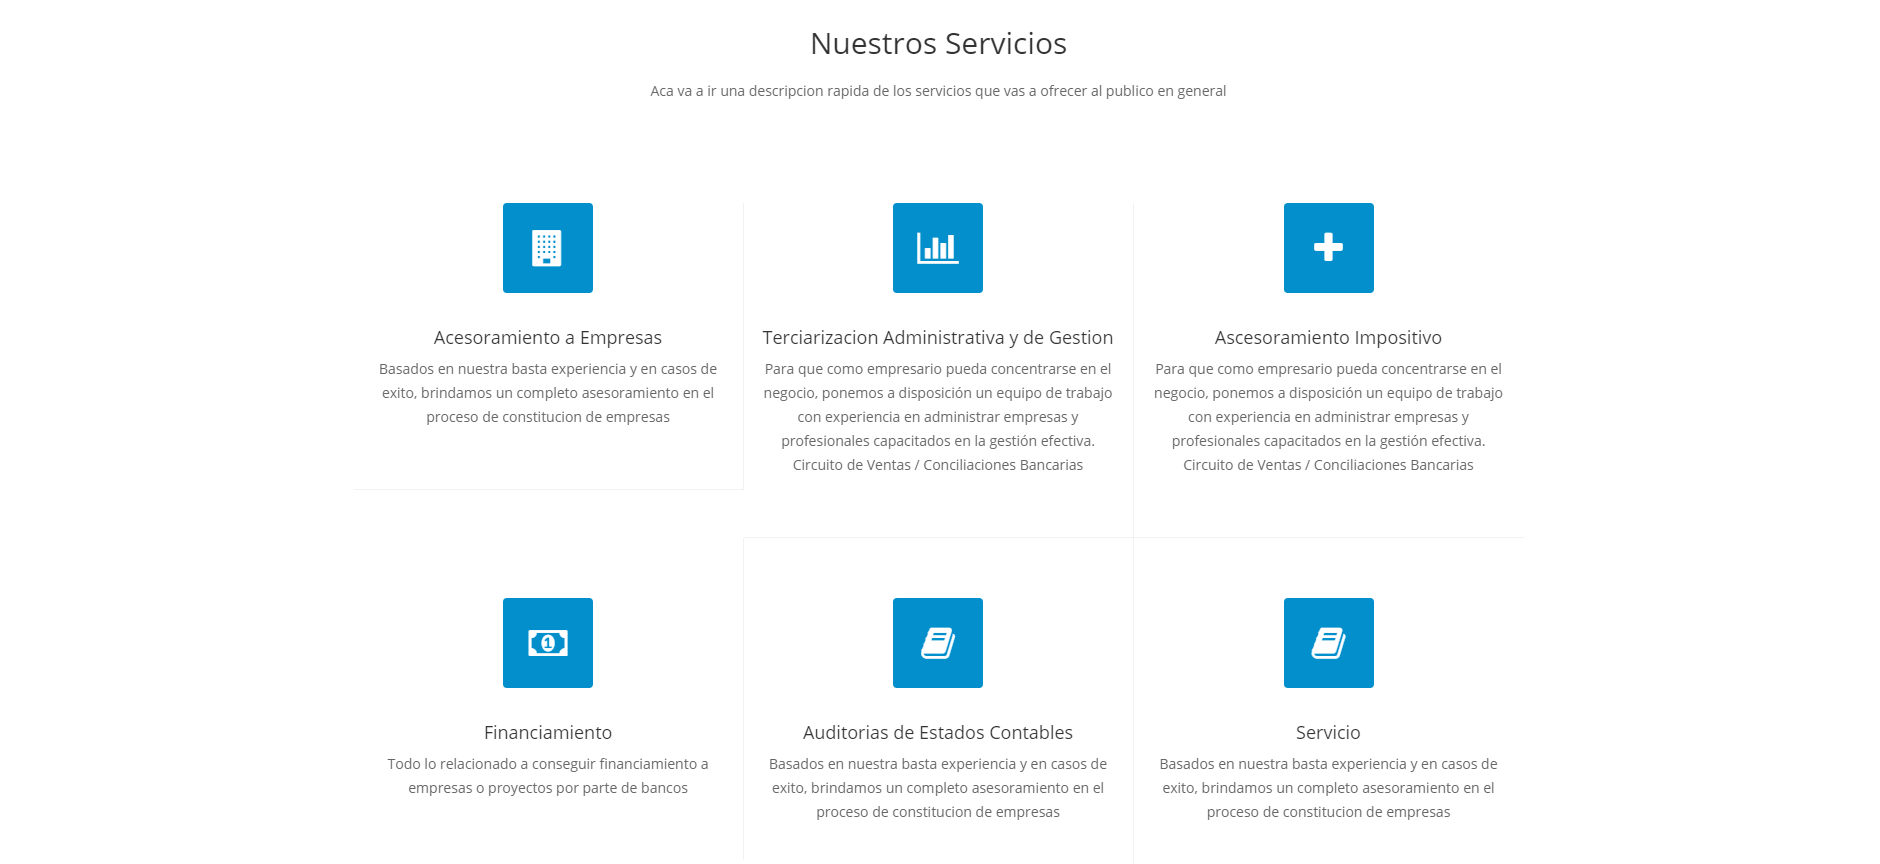 Nuestros Servicios
Aca va a ir una descripcion rapida de los servicios que vas a ofrecer al publico en general
Acesoramiento a Empresas
Basados en nuestra basta experiencia y en casos de
exito, brindamos un completo asesoramiento en el
proceso de constitucion de empresas
Terciarizacion Administrativa y de Gestion
Para que como empresario pueda concentrarse en el
negocio, ponemos a disposición un equipo de trabajo
con experiencia en administrar empresas y
profesionales capacitados en la gestión efectiva.
Circuito de Ventas / Conciliaciones Bancarias
Ascesoramiento Impositivo
Para que como empresario pueda concentrarse en el
negocio, ponemos a disposición un equipo de trabajo
con experiencia en administrar empresas y
profesionales capacitados en la gestión efectiva.
Circuito de Ventas / Conciliaciones Bancarias
1
Financiamiento
Todo lo relacionado a conseguir financiamiento a
empresas o proyectos por parte de bancos
Auditorias de Estados Contables
Basados en nuestra basta experiencia y en casos de
exito, brindamos un completo asesoramiento en el
proceso de constitucion de empresas
Servicio
Basados en nuestra basta experiencia y en casos de
exito, brindamos un completo asesoramiento en el
proceso de constitucion de empresas